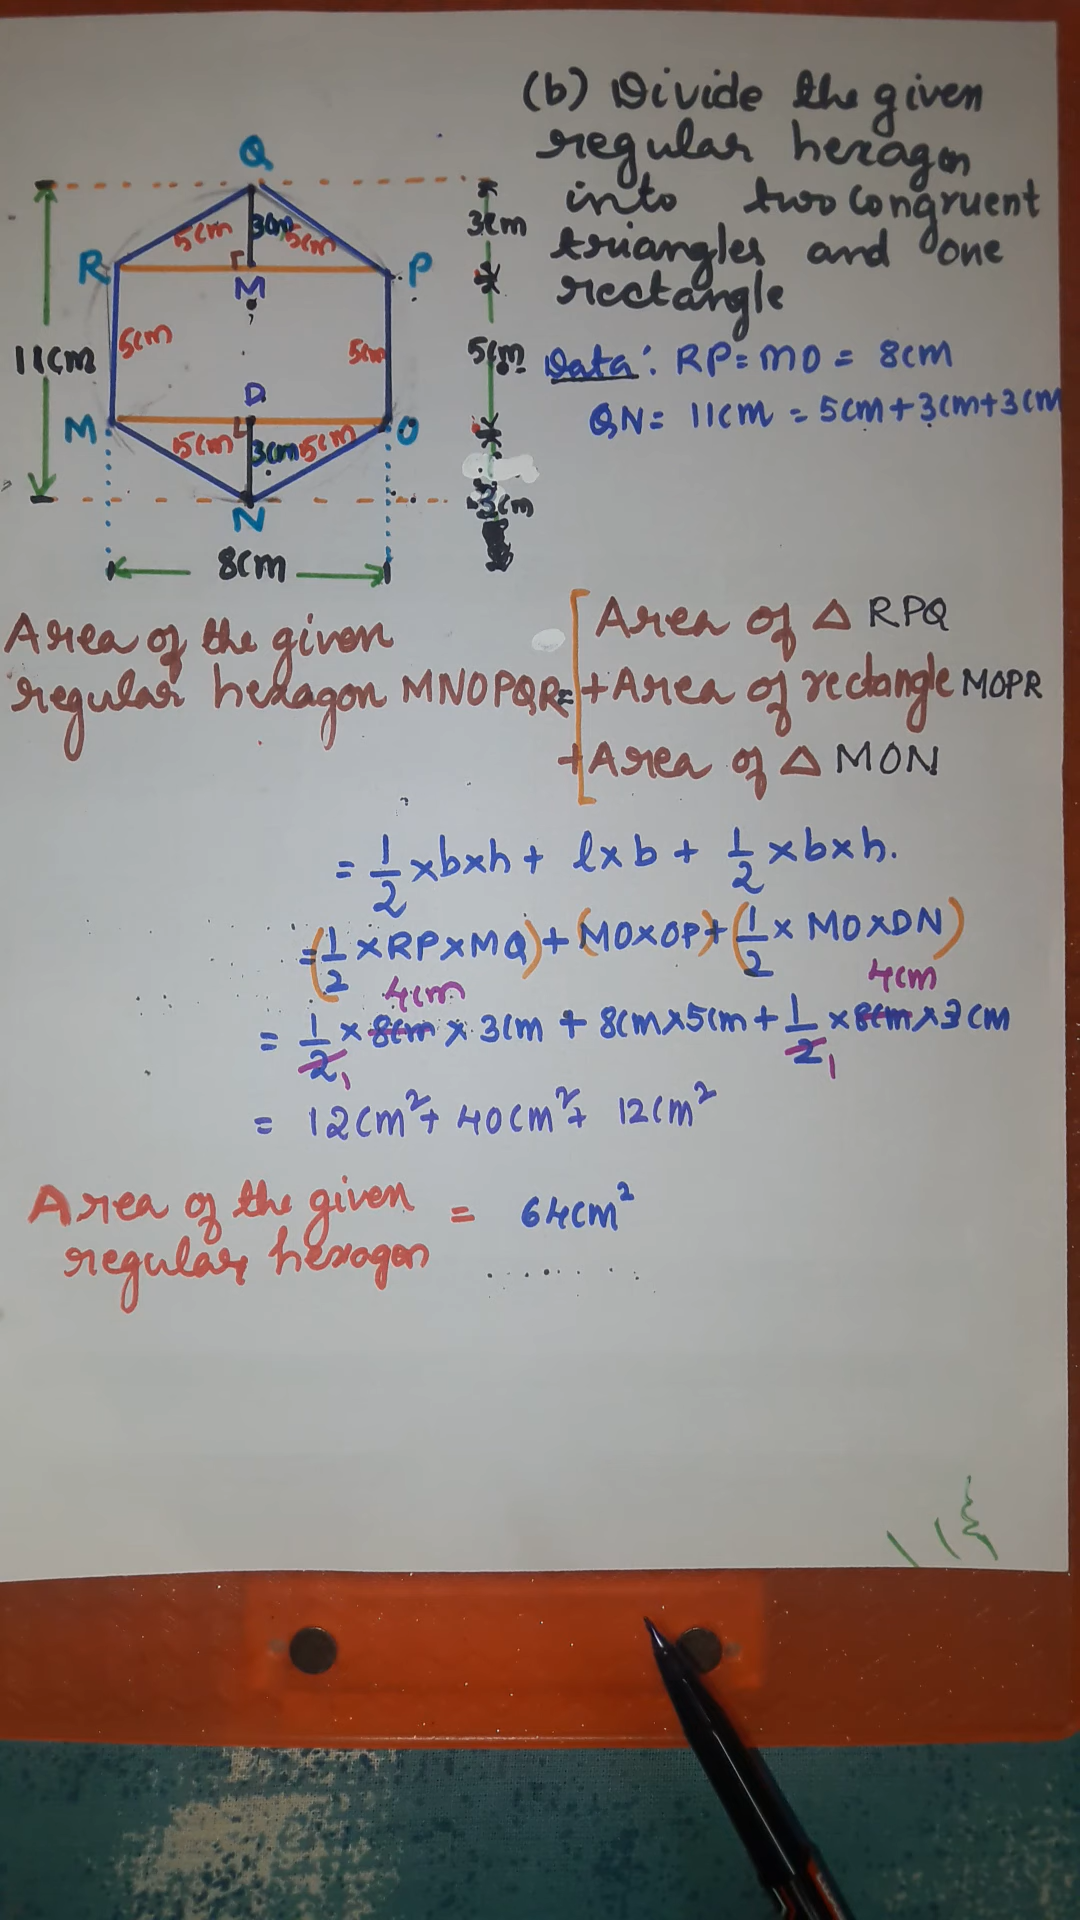 (b) Divide the given
regular hexagon
into two congruent
triangles and one
rectangle
Data: RP=MO = 8cm
QN= 11cm = 5cm+3cm+3cm
Q
5cm 3cm 5cm
R M P
11cm
5cm 5cm
D
M O
5cm 3cm 5cm
N
8cm
3cm
5cm
3cm
Area of the given
regular hexagon MNOPQR=
Area of △ RPQ
+Area of rectangle MOPR
+Area of △ MON
= 1/2 ×b×h + l×b + 1/2 ×b×h.
=(1/2 ×RP×MQ)+(MO×OP)+(1/2 × MO×DN)
4cm 4cm
= 1/2 × 8cm × 3cm + 8cm×5cm + 1/2 ×8cm×3cm
1 1
= 12cm²+ 40cm²+ 12cm²
Area of the given
regular hexagon = 64cm²